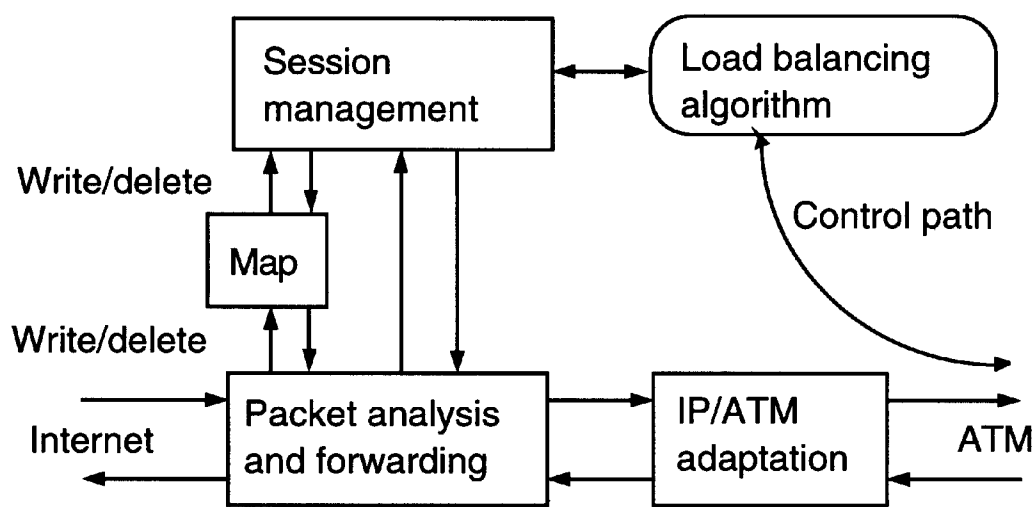 Session
management
Load balancing
algorithm
Write/delete
Control path
Map
Write/delete
Internet
Packet analysis
and forwarding
IP/ATM
adaptation
ATM